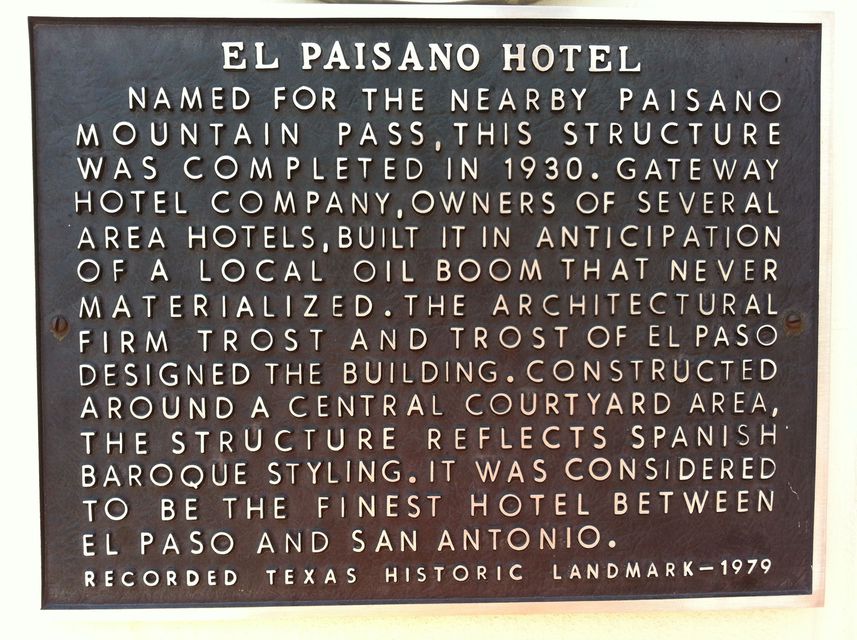 EL PAISANO HOTEL
NAMED FOR THE NEARBY PAISANO
MOUNTAIN PASS, THIS STRUCTURE
WAS COMPLETED IN 1930. GATEWAY
HOTEL COMPANY, OWNERS OF SEVERAL
AREA HOTELS, BUILT IT IN ANTICIPATION
OF A LOCAL OIL BOOM THAT NEVER
MATERIALIZED. THE ARCHITECTURAL
FIRM TROST AND TROST OF EL PASO
DESIGNED THE BUILDING. CONSTRUCTED
AROUND A CENTRAL COURTYARD AREA,
THE STRUCTURE REFLECTS SPANISH
BAROQUE STYLING. IT WAS CONSIDERED
TO BE THE FINEST HOTEL BETWEEN
EL PASO AND SAN ANTONIO.
RECORDED TEXAS HISTORIC LANDMARK—1979